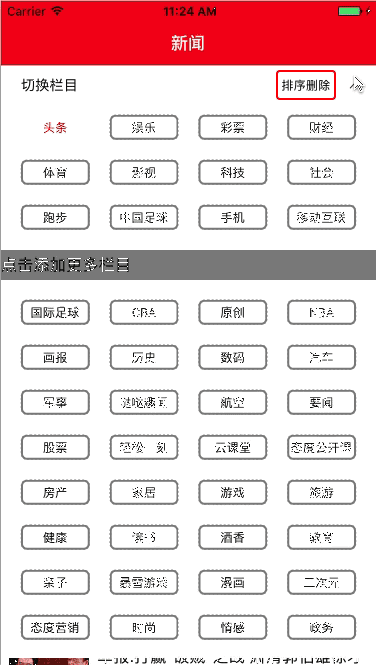 Carrier 11:24 AM
新闻
切换栏目 排序删除
头条 娱乐 彩票 财经
体育 影视 科技 社会
跑步 中国足球 手机 移动互联
点击添加更多栏目
国际足球 CBA 原创 NBA
画报 历史 数码 汽车
军事 哒哒趣闻 航空 要闻
股票 轻松一刻 云课堂 态度公开课
房产 家居 游戏 旅游
健康 读书 酒香 教育
亲子 暴雪游戏 漫画 二次元
态度营销 时尚 情感 政务